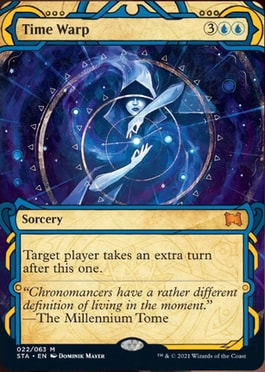 Time Warp 3
Sorcery
Target player takes an extra turn
after this one.
“Chronomancers have a rather different
definition of living in the moment.”
—The Millennium Tome
022/063 M
STA • EN DOMINIK MAYER ™ & © 2021 Wizards of the Coast